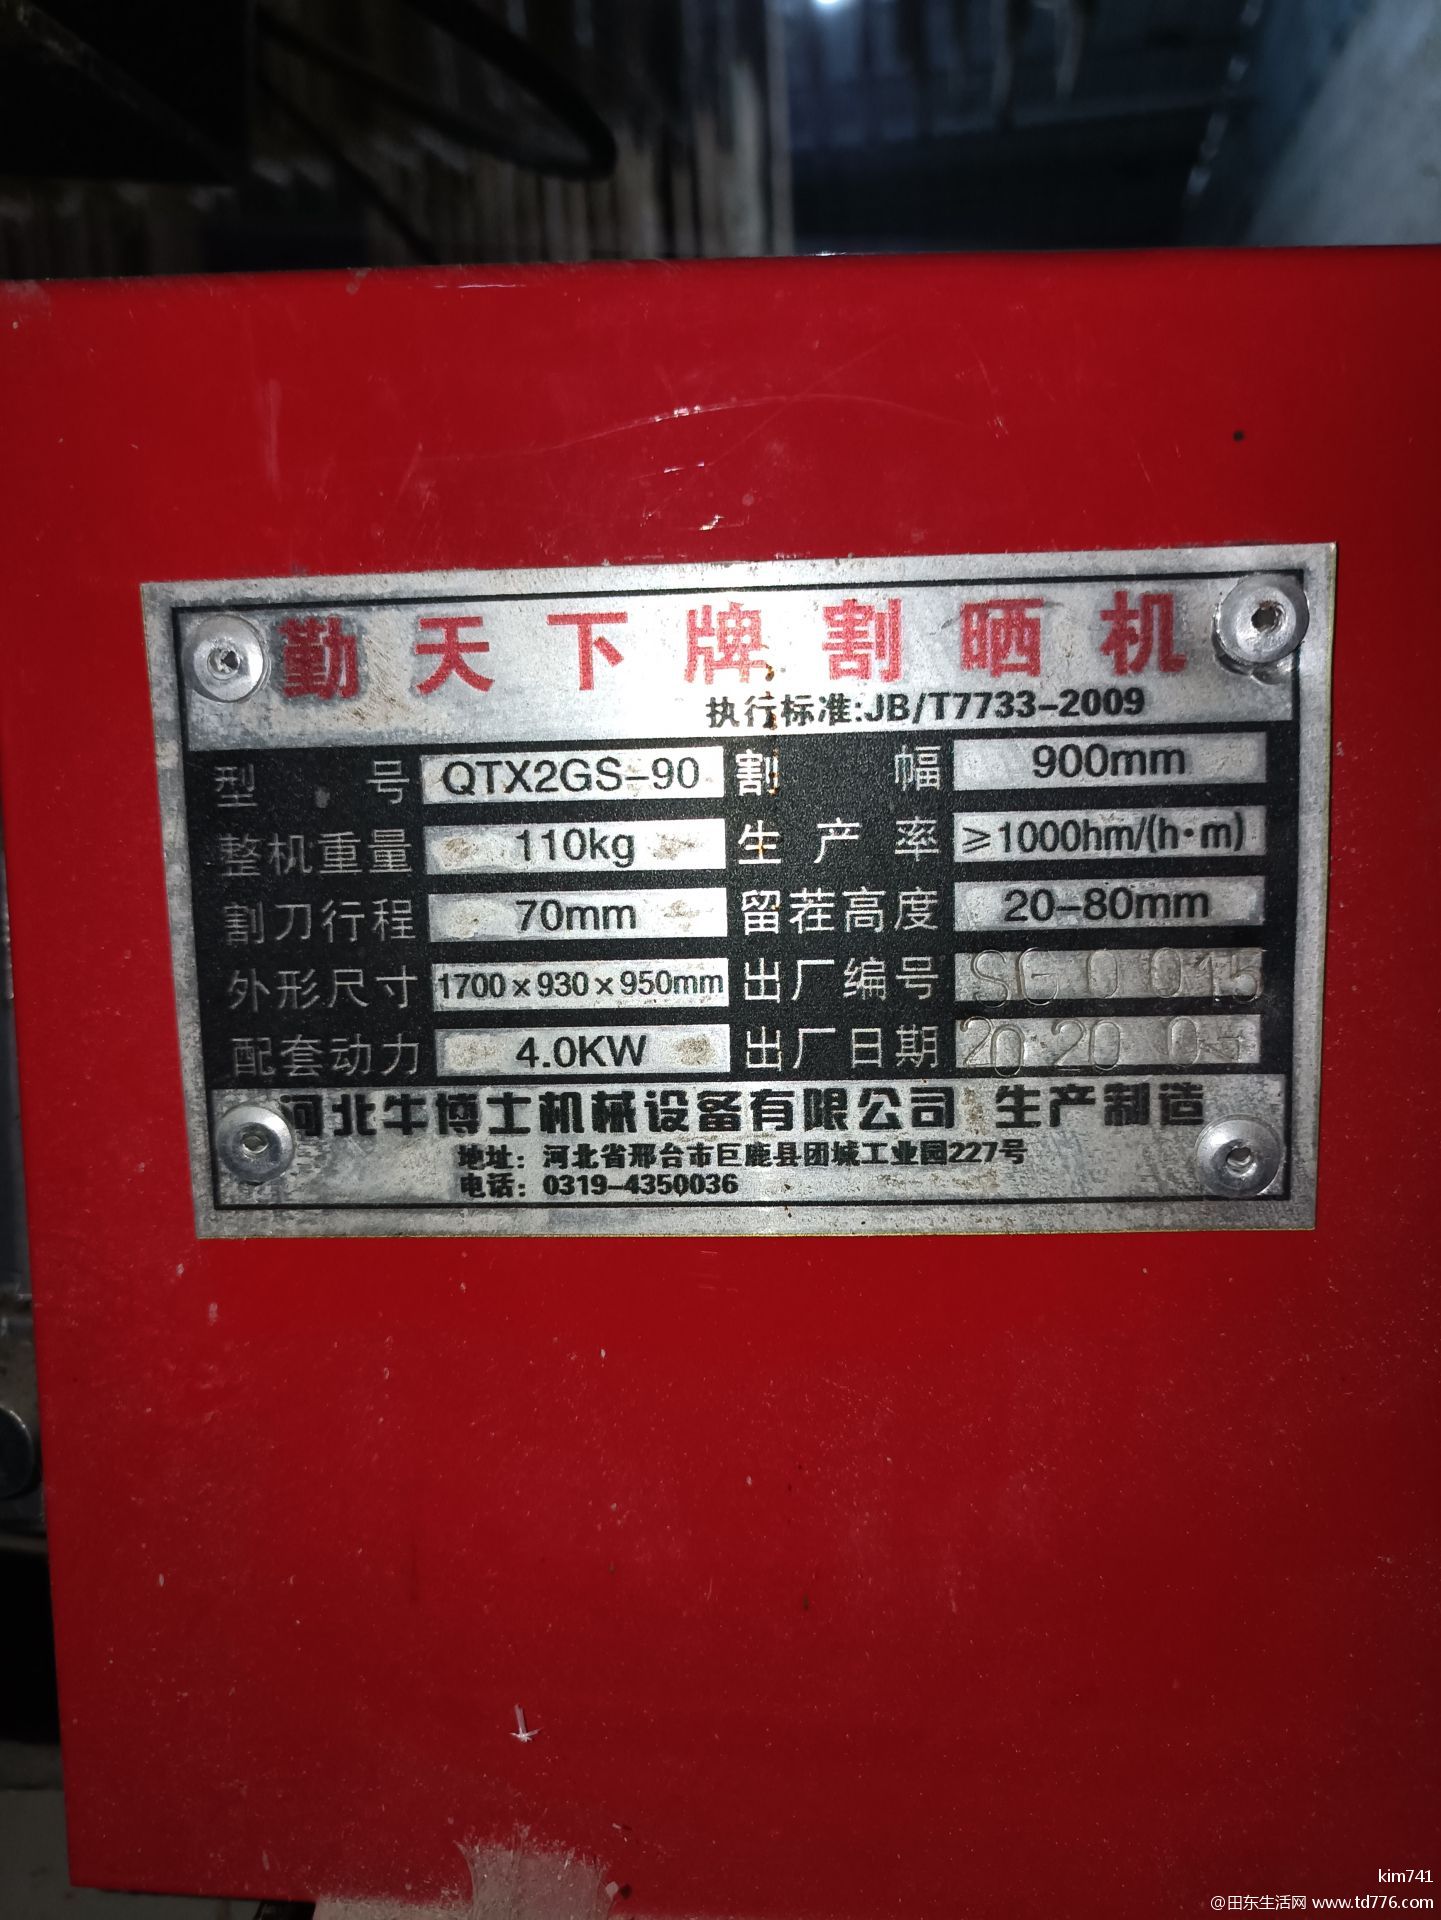 勤天下牌割晒机
执行标准:JB/T7733-2009
型号 QTX2GS-90 割幅 900mm
整机重量 110kg 生产率 ≥1000hm/(h·m)
割刀行程 70mm 留茬高度 20-80mm
外形尺寸 1700×930×950mm 出厂编号 SG0015
配套动力 4.0KW 出厂日期 2020 05
河北牛博士机械设备有限公司 生产制造
地址：河北省邢台市巨鹿县团城工业园227号
电话：0319-4350036
kim741
@田东生活网 www.td776.com